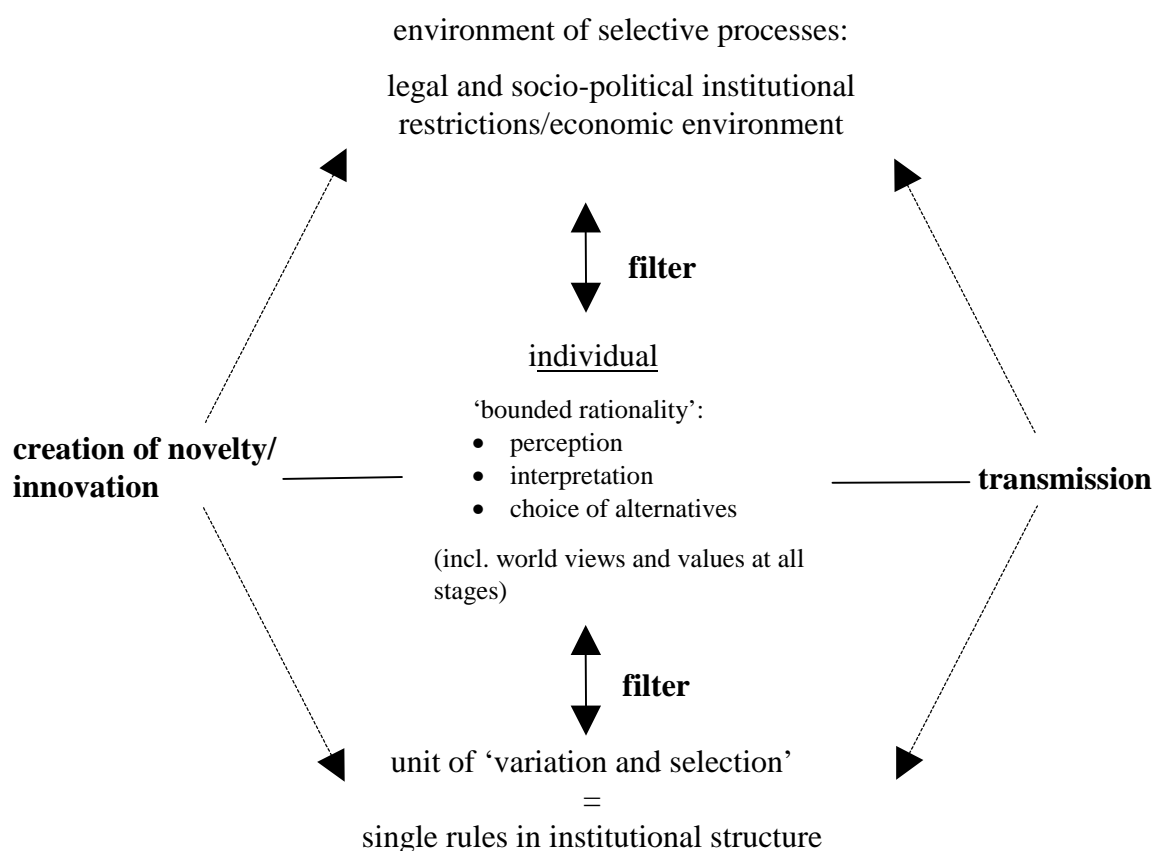 environment of selective processes:
legal and socio-political institutional
restrictions/economic environment
filter
individual
‘bounded rationality’:
• perception
• interpretation
• choice of alternatives
(incl. world views and values at all
stages)
creation of novelty/
innovation
transmission
filter
unit of ‘variation and selection’
=
single rules in institutional structure